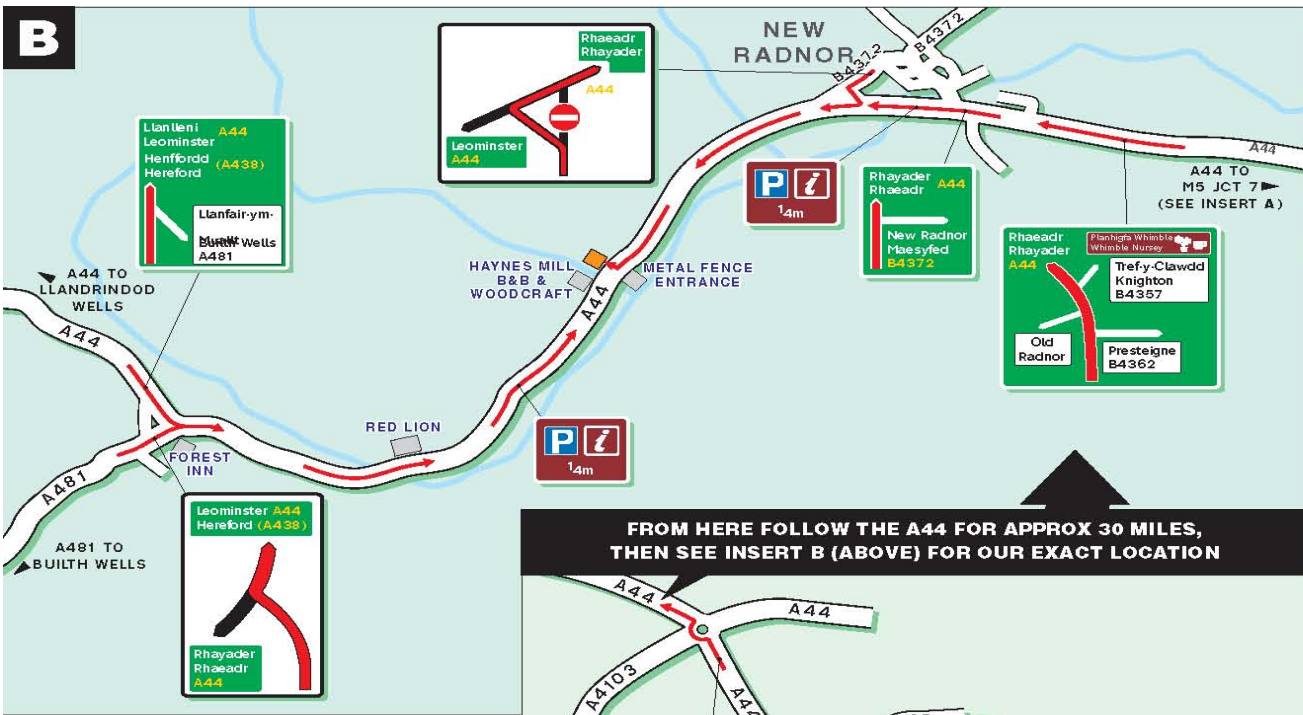 B
Rhaeadr
Rhayader
A44
Leominster
A44
NEW
RADNOR
B4372
B4372
Llanlleni
Leominster
A44
Henffordd
Hereford
(A438)
Llanfair-ym-
Muallt
Builth Wells
A481
P i
1/4m
Rhayader
Rhaeadr
A44
New Radnor
Maesyfed
B4372
A44
A44 TO
M5 JCT 7
(SEE INSERT A)
Rhaeadr
Rhayader
A44
Planhigfa Whimble
Whimble Nursey
Tref-y-Clawdd
Knighton
B4357
Old
Radnor
Presteigne
B4362
A44 TO
LLANDRINDOD
WELLS
HAYNES MILL
B&B &
WOODCRAFT
METAL FENCE
ENTRANCE
A44
A44
RED LION
FOREST
INN
P i
1/4m
A481
A481 TO
BUILTH WELLS
Leominster A44
Hereford (A438)
Rhayader
Rhaeadr
A44
FROM HERE FOLLOW THE A44 FOR APPROX 30 MILES,
THEN SEE INSERT B (ABOVE) FOR OUR EXACT LOCATION
A44
A44
A4103